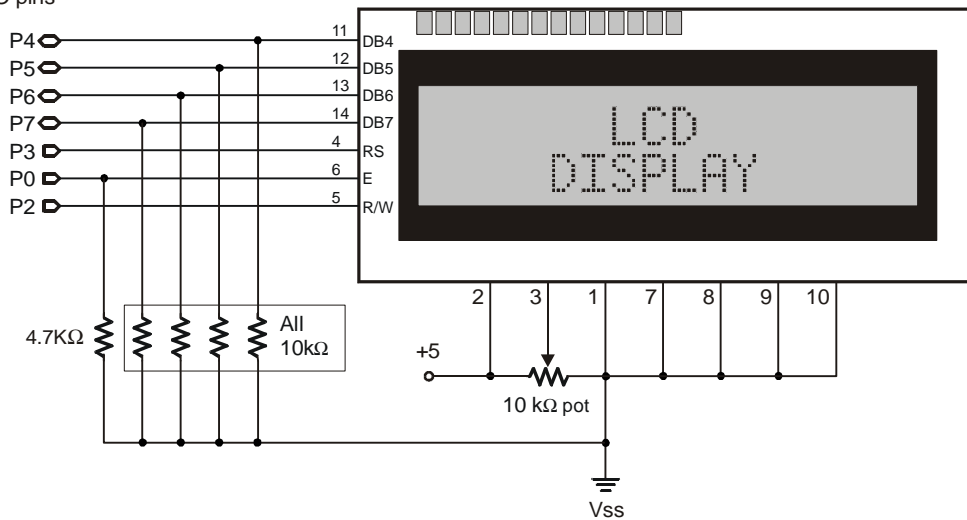 pins
P4 11 DB4
P5 12 DB5
P6 13 DB6
P7 14 DB7
P3 4 RS
P0 6 E
P2 5 R/W
LCD
DISPLAY
2 3 1 7 8 9 10
4.7KΩ
All
10kΩ
+5
10 kΩ pot
Vss